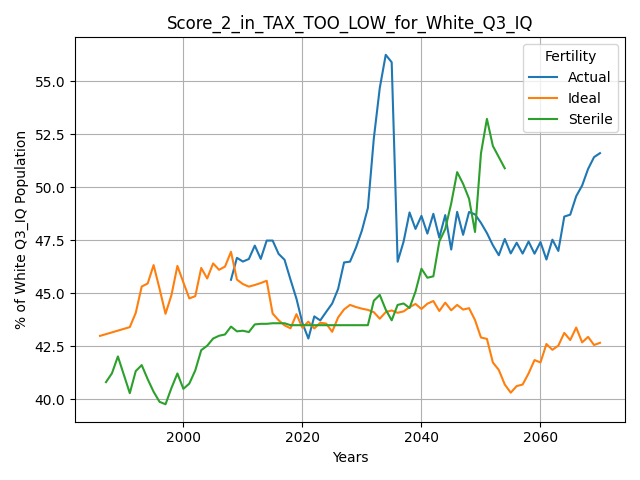 Score_2_in_TAX_TOO_LOW_for_White_Q3_IQ
Fertility
Actual
Ideal
Sterile
% of White Q3_IQ Population
55.0
52.5
50.0
47.5
45.0
42.5
40.0
2000 2020 2040 2060
Years